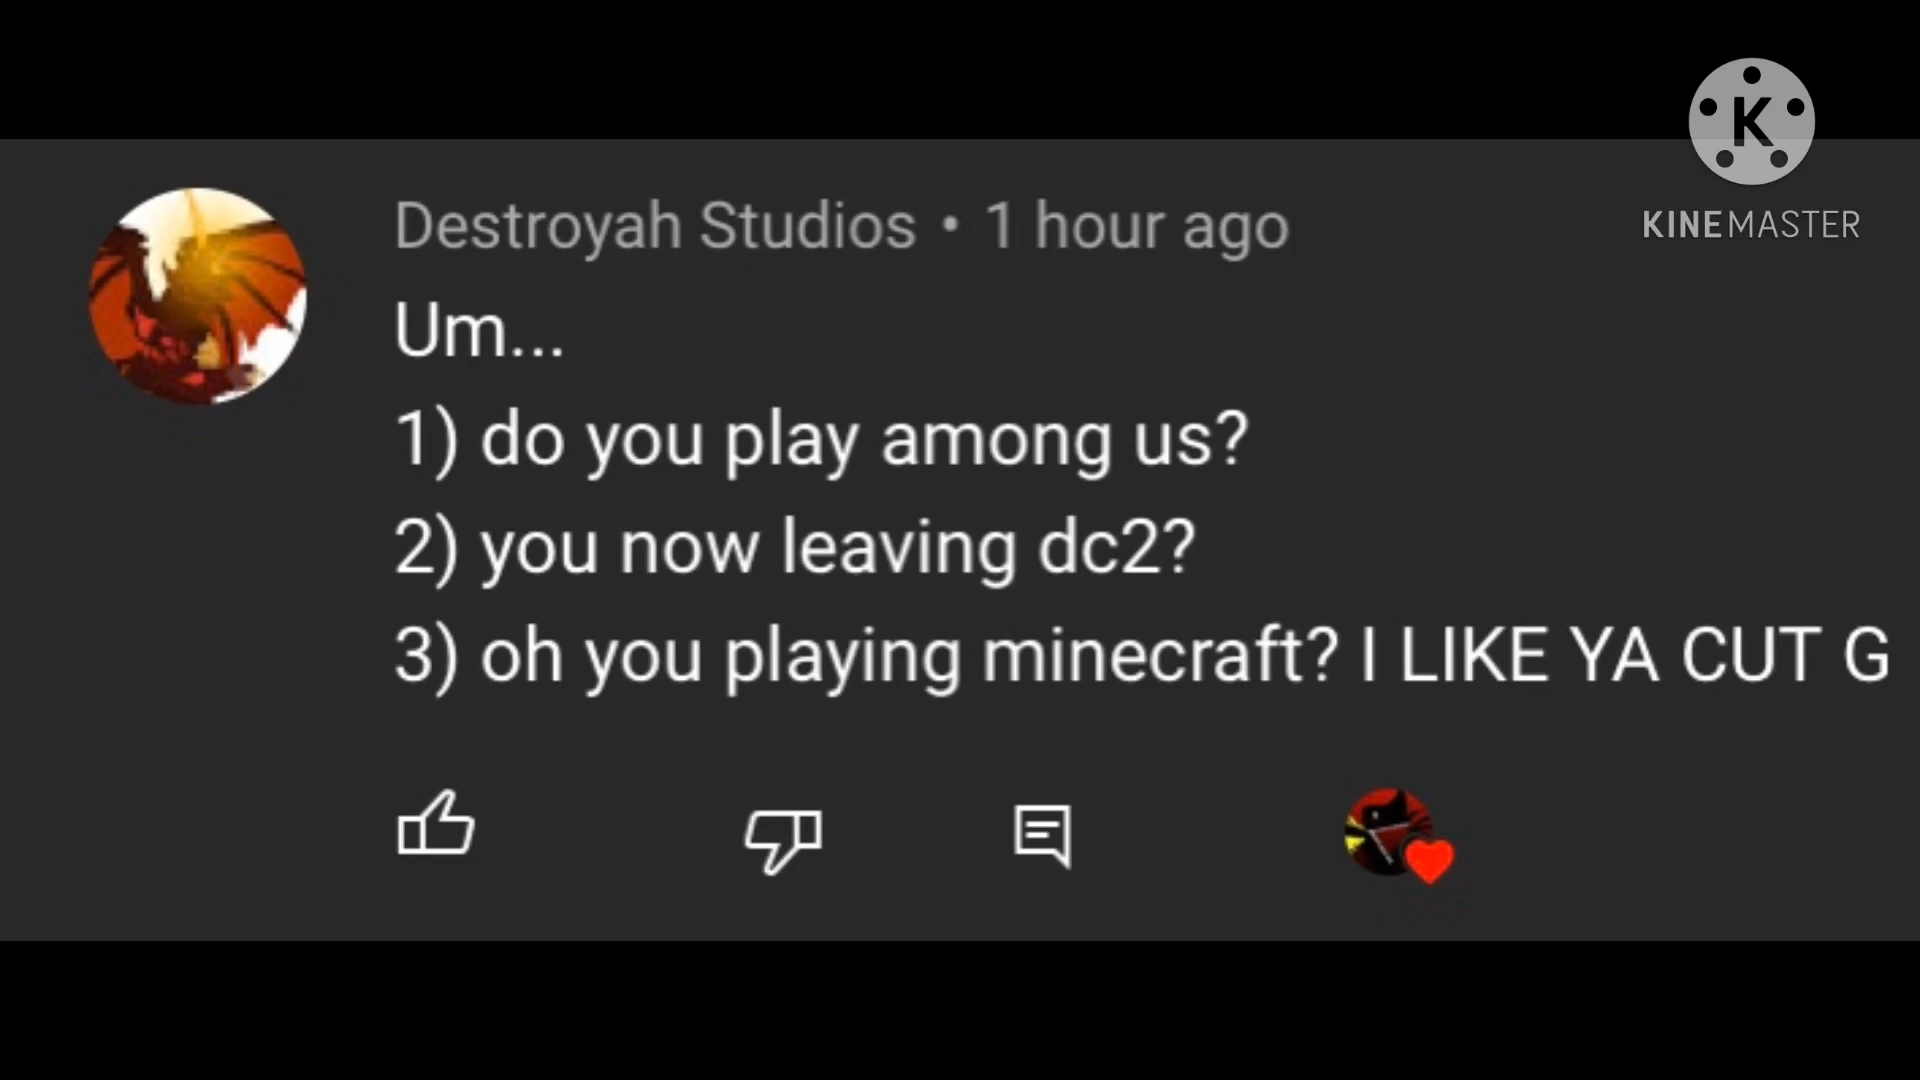 K
KINEMASTER
Destroyah Studios • 1 hour ago
Um...
1) do you play among us?
2) you now leaving dc2?
3) oh you playing minecraft? I LIKE YA CUT G